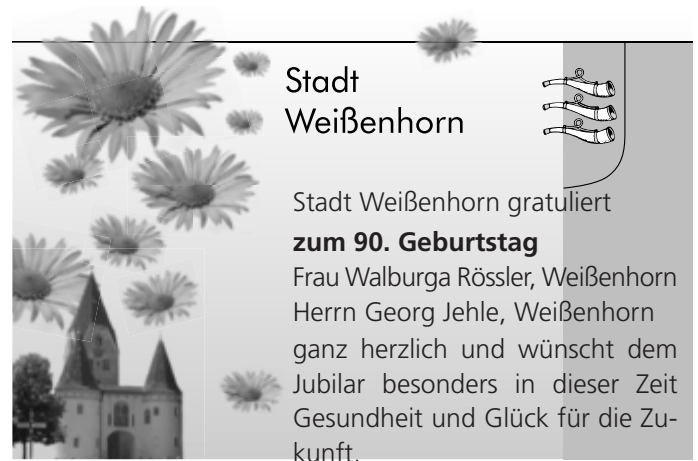 Stadt
Weißenhorn
Stadt Weißenhorn gratuliert
zum 90. Geburtstag
Frau Walburga Rössler, Weißenhorn
Herrn Georg Jehle, Weißenhorn
ganz herzlich und wünscht dem
Jubilar besonders in dieser Zeit
Gesundheit und Glück für die Zu-
kunft.